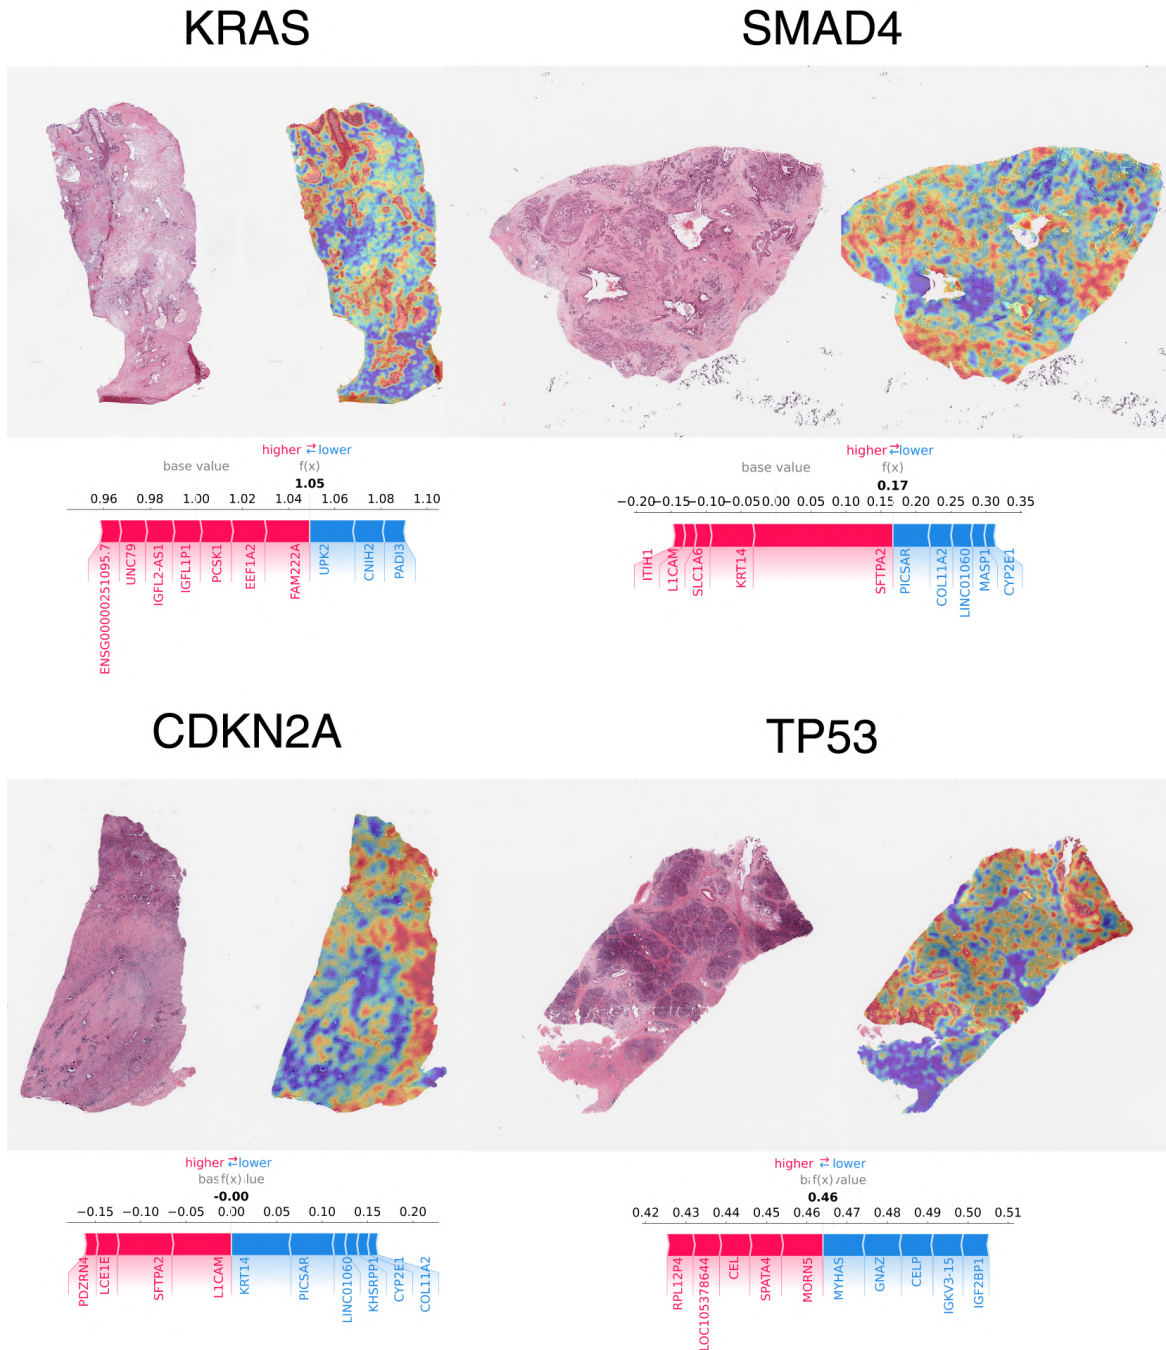 KRAS
SMAD4
higher ⇄ lower
base value f(x)
1.05
0.96 0.98 1.00 1.02 1.04 1.06 1.08 1.10
ENSG00000251095.7 UNC79 IGFL2-AS1 IGFL1P1 PCSK1 EEF1A2 FAM222A UPK2 CNIH2 PADI3
higher ⇄ lower
base value f(x)
0.17
−0.20 −0.15 −0.10 −0.05 0.00 0.05 0.10 0.15 0.20 0.25 0.30 0.35
ITIH1 L1CAM SLC1A6 KRT14 SFTPA2 PICSAR COL11A2 LINC01060 MASP1 CYP2E1
CDKN2A
TP53
higher ⇄ lower
bas f(x) lue
-0.00
−0.15 −0.10 −0.05 0.00 0.05 0.10 0.15 0.20
PDZRN4 LCE1E SFTPA2 L1CAM KRT14 PICSAR LINC01060 KHSRPP1 CYP2E1 COL11A2
higher ⇄ lower
f(x) value
0.46
0.42 0.43 0.44 0.45 0.46 0.47 0.48 0.49 0.50 0.51
RPL12P4 LOC105378644 CEL SPATA4 MORN5 MYHAS GNAZ CELP IGKV3-15 IGF2BP1